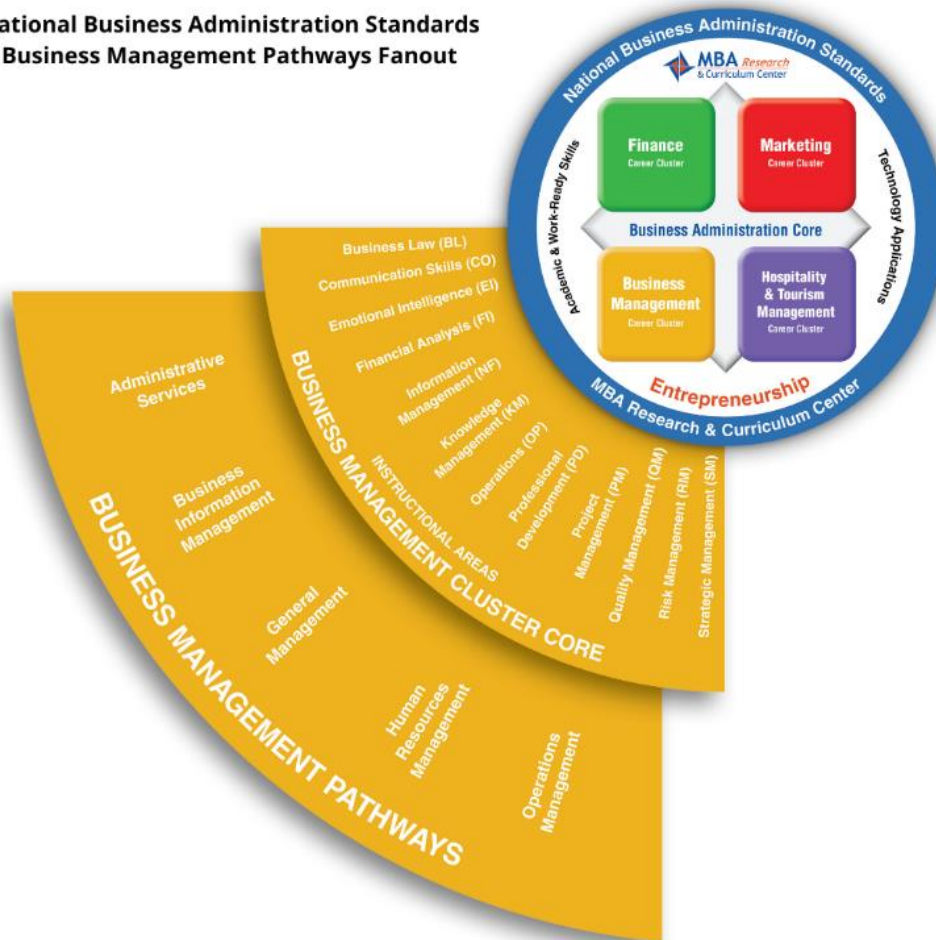 ational Business Administration Standards
Business Management Pathways Fanout
National Business Administration Standards
MBA Research
& Curriculum Center
Academic & Work-Ready Skills
Technology Applications
Finance
Career Cluster
Marketing
Career Cluster
Business Administration Core
Business
Management
Career Cluster
Hospitality
& Tourism
Management
Career Cluster
Entrepreneurship
MBA Research & Curriculum Center
Business Law (BL)
Communication Skills (CO)
Emotional Intelligence (EI)
Financial Analysis (FI)
Information
Management (NF)
Knowledge
Management (KM)
Operations (OP)
Professional
Development (PD)
Project
Management (PM)
Quality Management (QM)
Risk Management (RM)
Strategic Management (SM)
INSTRUCTIONAL AREAS
BUSINESS MANAGEMENT CLUSTER CORE
Administrative
Services
Business
Information
Management
General
Management
Human
Resources
Management
Operations
Management
BUSINESS MANAGEMENT PATHWAYS